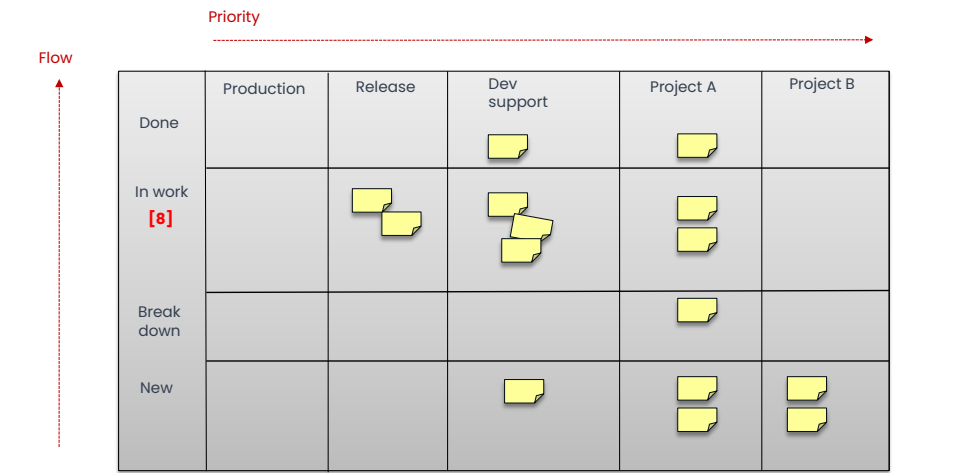 Priority
Flow
Production
Release
Dev
support
Project A
Project B
Done
In work
[8]
Break
down
New